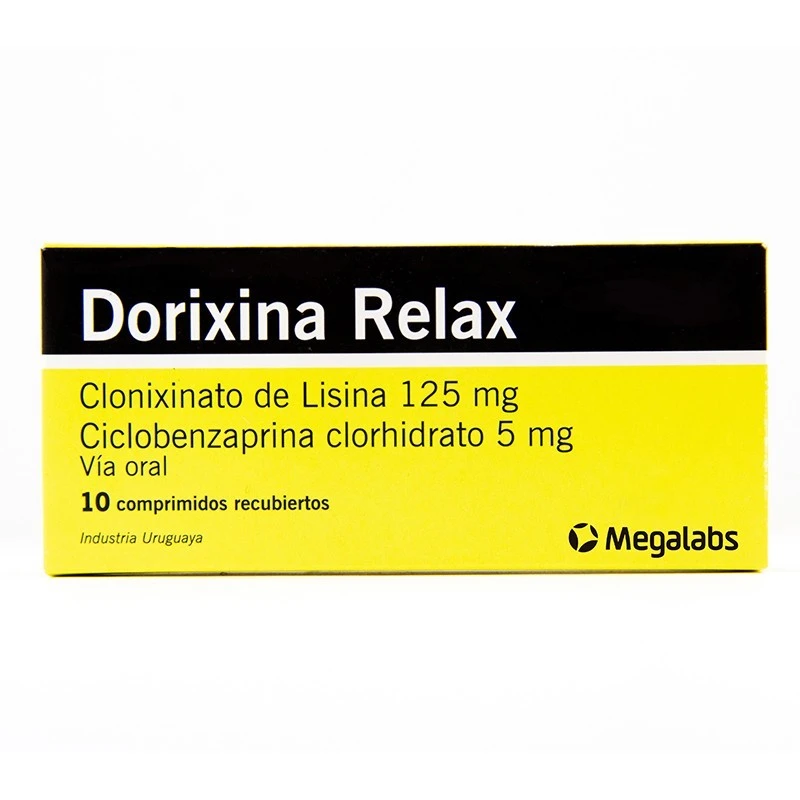 Dorixina Relax
Clonixinato de Lisina 125 mg
Ciclobenzaprina clorhidrato 5 mg
Vía oral
10 comprimidos recubiertos
Industria Uruguaya
Megalabs